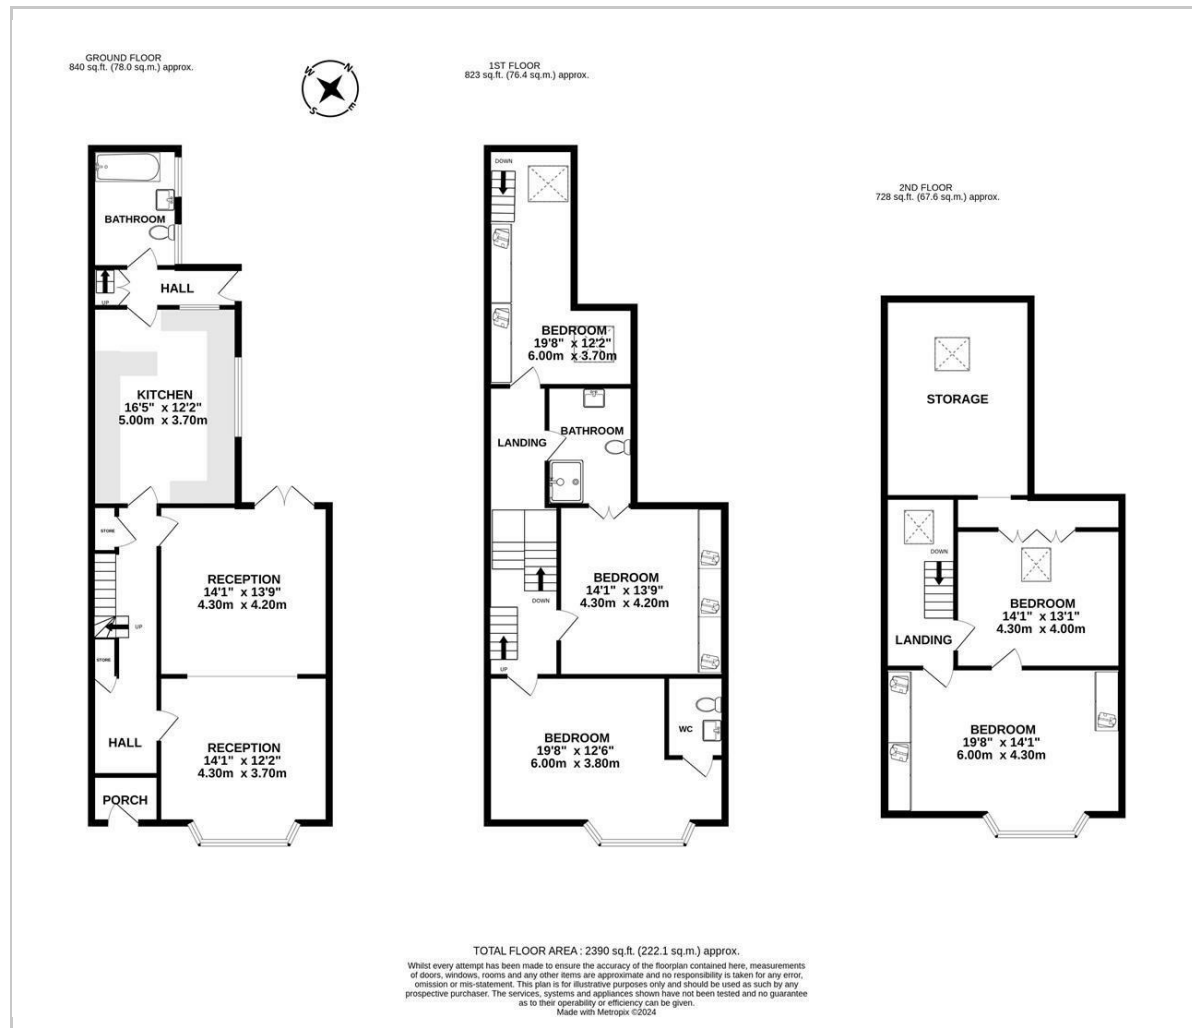 GROUND FLOOR
840 sq.ft. (78.0 sq.m.) approx.
W
N
S
E
BATHROOM
HALL
UP
KITCHEN
16'5" x 12'2"
5.00m x 3.70m
STORE
RECEPTION
14'1" x 13'9"
4.30m x 4.20m
UP
STORE
HALL
RECEPTION
14'1" x 12'2"
4.30m x 3.70m
PORCH
1ST FLOOR
823 sq.ft. (76.4 sq.m.) approx.
DOWN
BEDROOM
19'8" x 12'2"
6.00m x 3.70m
LANDING
BATHROOM
BEDROOM
14'1" x 13'9"
4.30m x 4.20m
DOWN
UP
BEDROOM
19'8" x 12'6"
6.00m x 3.80m
WC
2ND FLOOR
728 sq.ft. (67.6 sq.m.) approx.
STORAGE
DOWN
BEDROOM
14'1" x 13'1"
4.30m x 4.00m
LANDING
BEDROOM
19'8" x 14'1"
6.00m x 4.30m
TOTAL FLOOR AREA : 2390 sq.ft. (222.1 sq.m.) approx.
Whilst every attempt has been made to ensure the accuracy of the floorplan contained here, measurements
of doors, windows, rooms and any other items are approximate and no responsibility is taken for any error,
omission or mis-statement. This plan is for illustrative purposes only and should be used as such by any
prospective purchaser. The services, systems and appliances shown have not been tested and no guarantee
as to their operability or efficiency can be given.
Made with Metropix ©2024